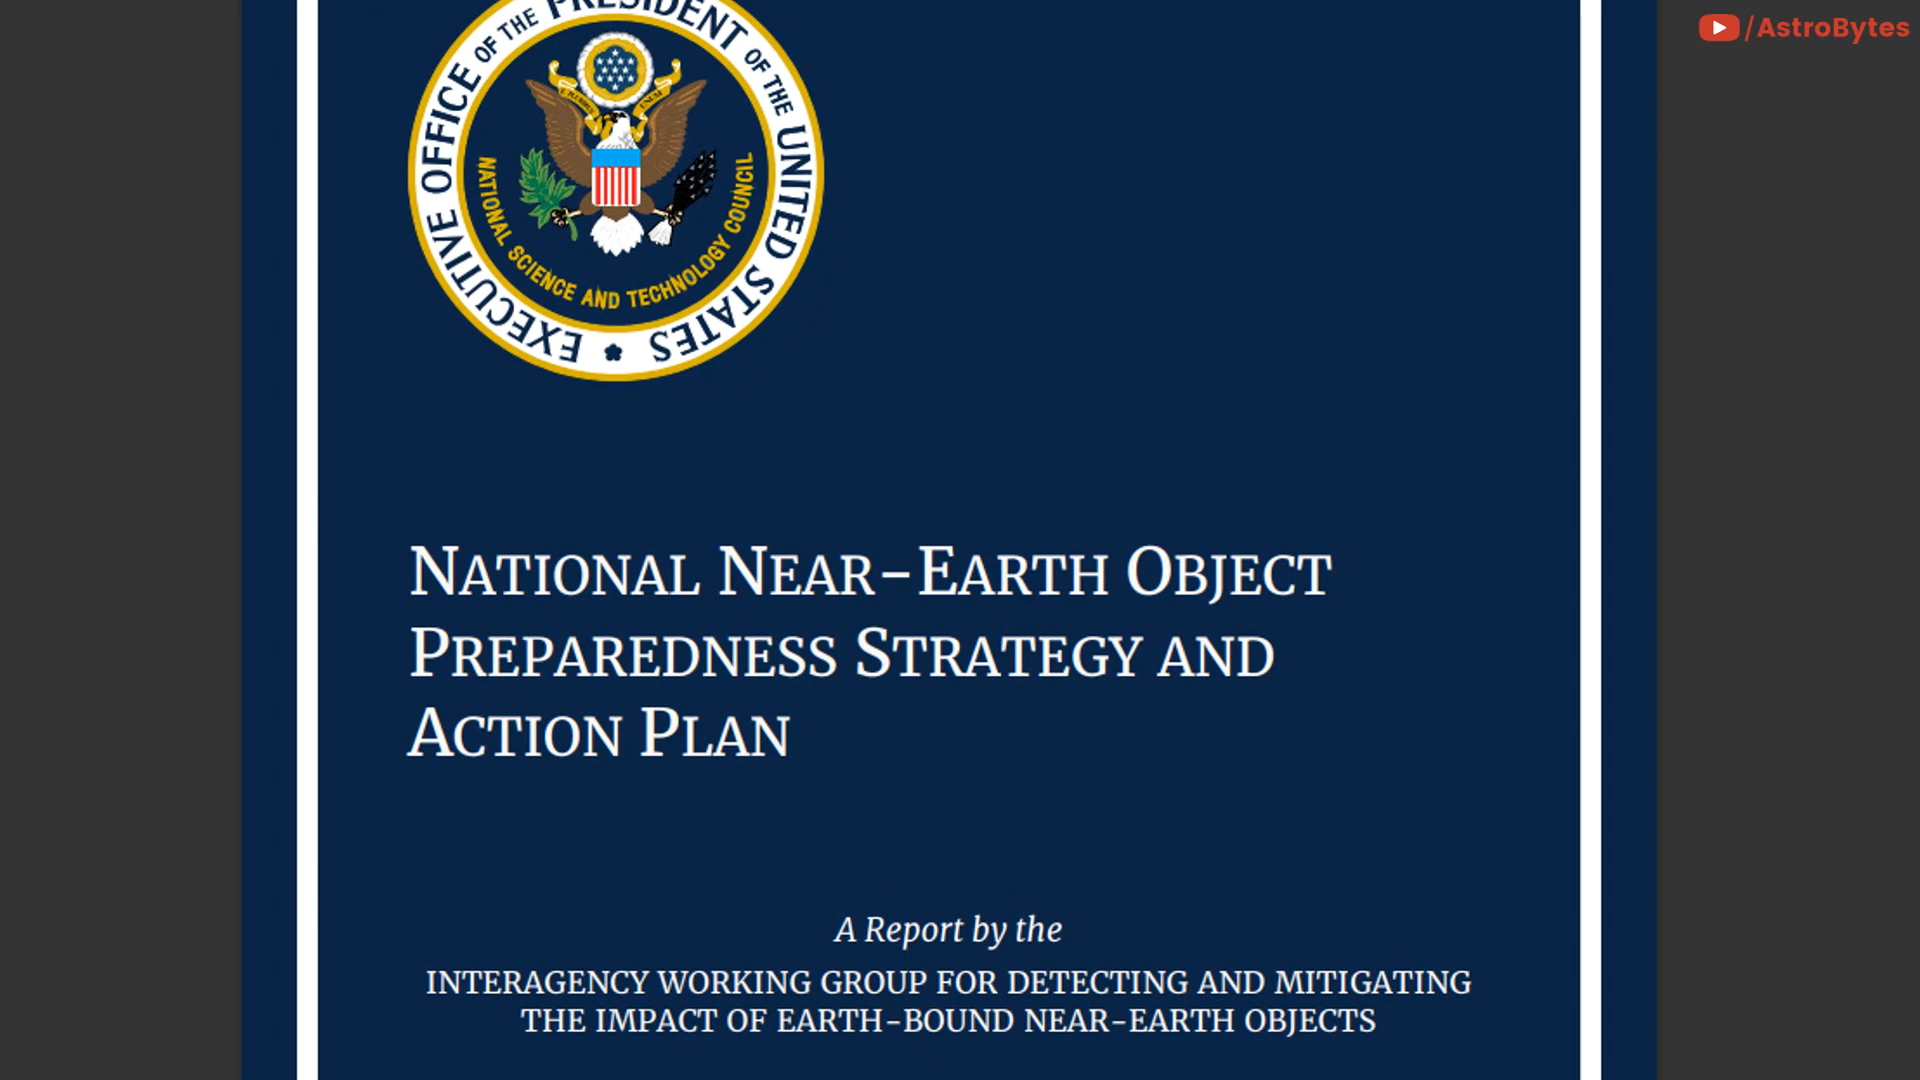 /AstroBytes
EXECUTIVE OFFICE OF THE PRESIDENT OF THE UNITED STATES
NATIONAL SCIENCE AND TECHNOLOGY COUNCIL
NATIONAL NEAR–EARTH OBJECT
PREPAREDNESS STRATEGY AND
ACTION PLAN
A Report by the
INTERAGENCY WORKING GROUP FOR DETECTING AND MITIGATING
THE IMPACT OF EARTH–BOUND NEAR–EARTH OBJECTS